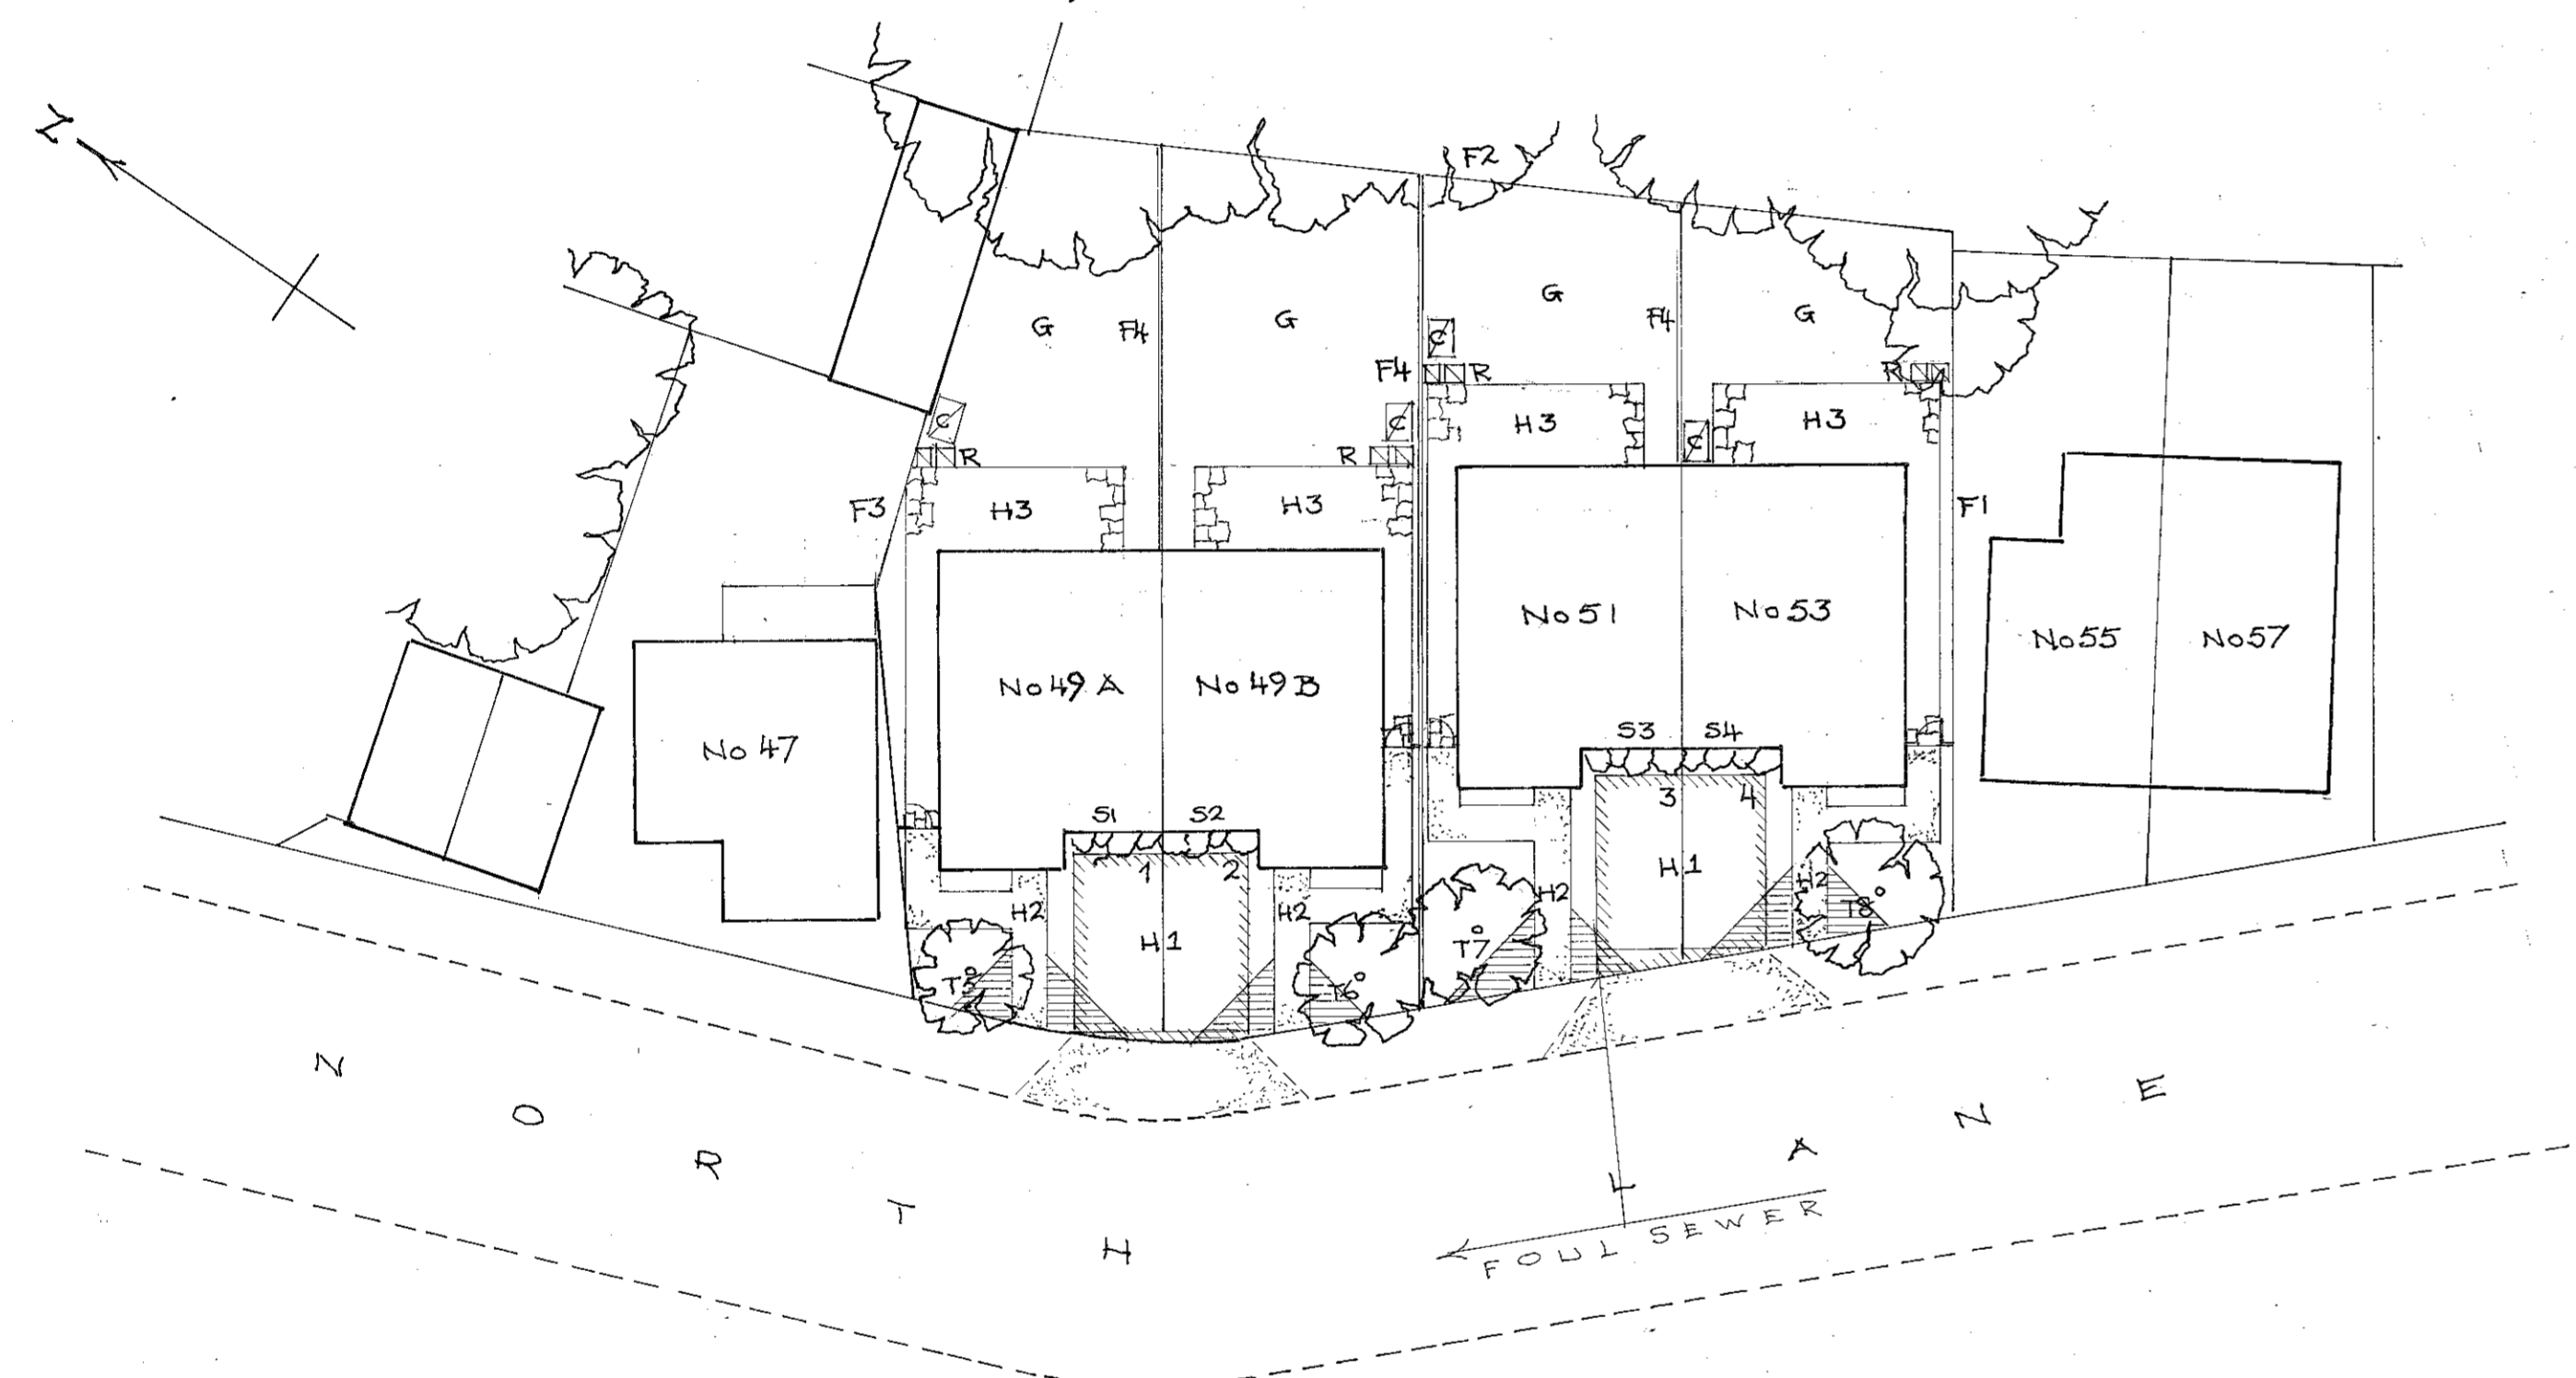 N
F2
G
F4
G
G
F4
G
C
F4
R
R
C
C
H3
C
H3
R
R
F3
H3
H3
F1
No 51
No 53
No 55
No 57
No 49 A
No 49 B
No 47
S3
S4
S1
S2
3
4
1
2
H1
H2
H2
H2
H2
H1
T8
T7
T5
T6
NORTH LANE
FOUL SEWER